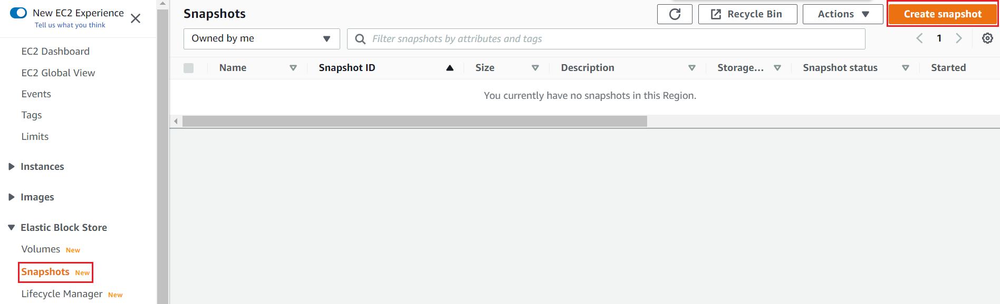 New EC2 Experience
Tell us what you think
EC2 Dashboard
EC2 Global View
Events
Tags
Limits
Instances
Images
Elastic Block Store
Volumes New
Snapshots New
Lifecycle Manager New
Snapshots
Recycle Bin
Actions
Create snapshot
Owned by me
Filter snapshots by attributes and tags
1
Name Snapshot ID Size Description Storage... Snapshot status Started
You currently have no snapshots in this Region.